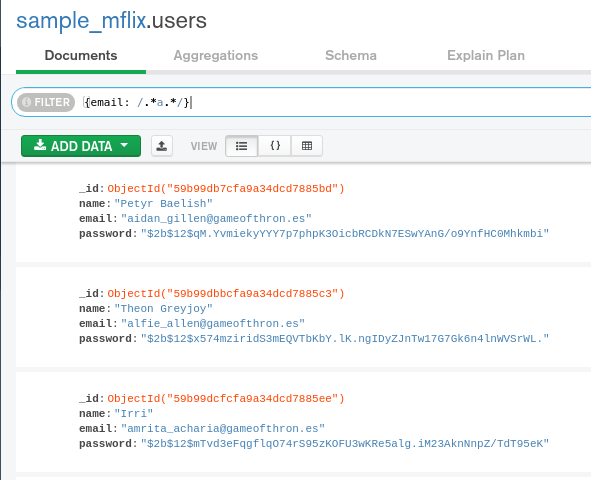 sample_mflix.users
Documents Aggregations Schema Explain Plan
FILTER {email: /.*a.*/}
ADD DATA VIEW { }
_id: ObjectId("59b99db7cfa9a34dcd7885bd")
name: "Petyr Baelish"
email: "aidan_gillen@gameofthron.es"
password: "$2b$12$qM.YvmiekyYYY7p7phpK3OicbRCDkN7ESwYAnG/o9YnfHC0Mhkmbi"
_id: ObjectId("59b99dbbcfa9a34dcd7885c3")
name: "Theon Greyjoy"
email: "alfie_allen@gameofthron.es"
password: "$2b$12$x574mziridS3mEQVTbKbY.lK.ngIDyZJnTw17G7Gk6n4lnWVSrWL."
_id: ObjectId("59b99dcfcfa9a34dcd7885ee")
name: "Irri"
email: "amrita_acharia@gameofthron.es"
password: "$2b$12$mTvd3eFqgflqO74rS95zKOFU3wKRe5alg.iM23AknNnpZ/TdT95eK"